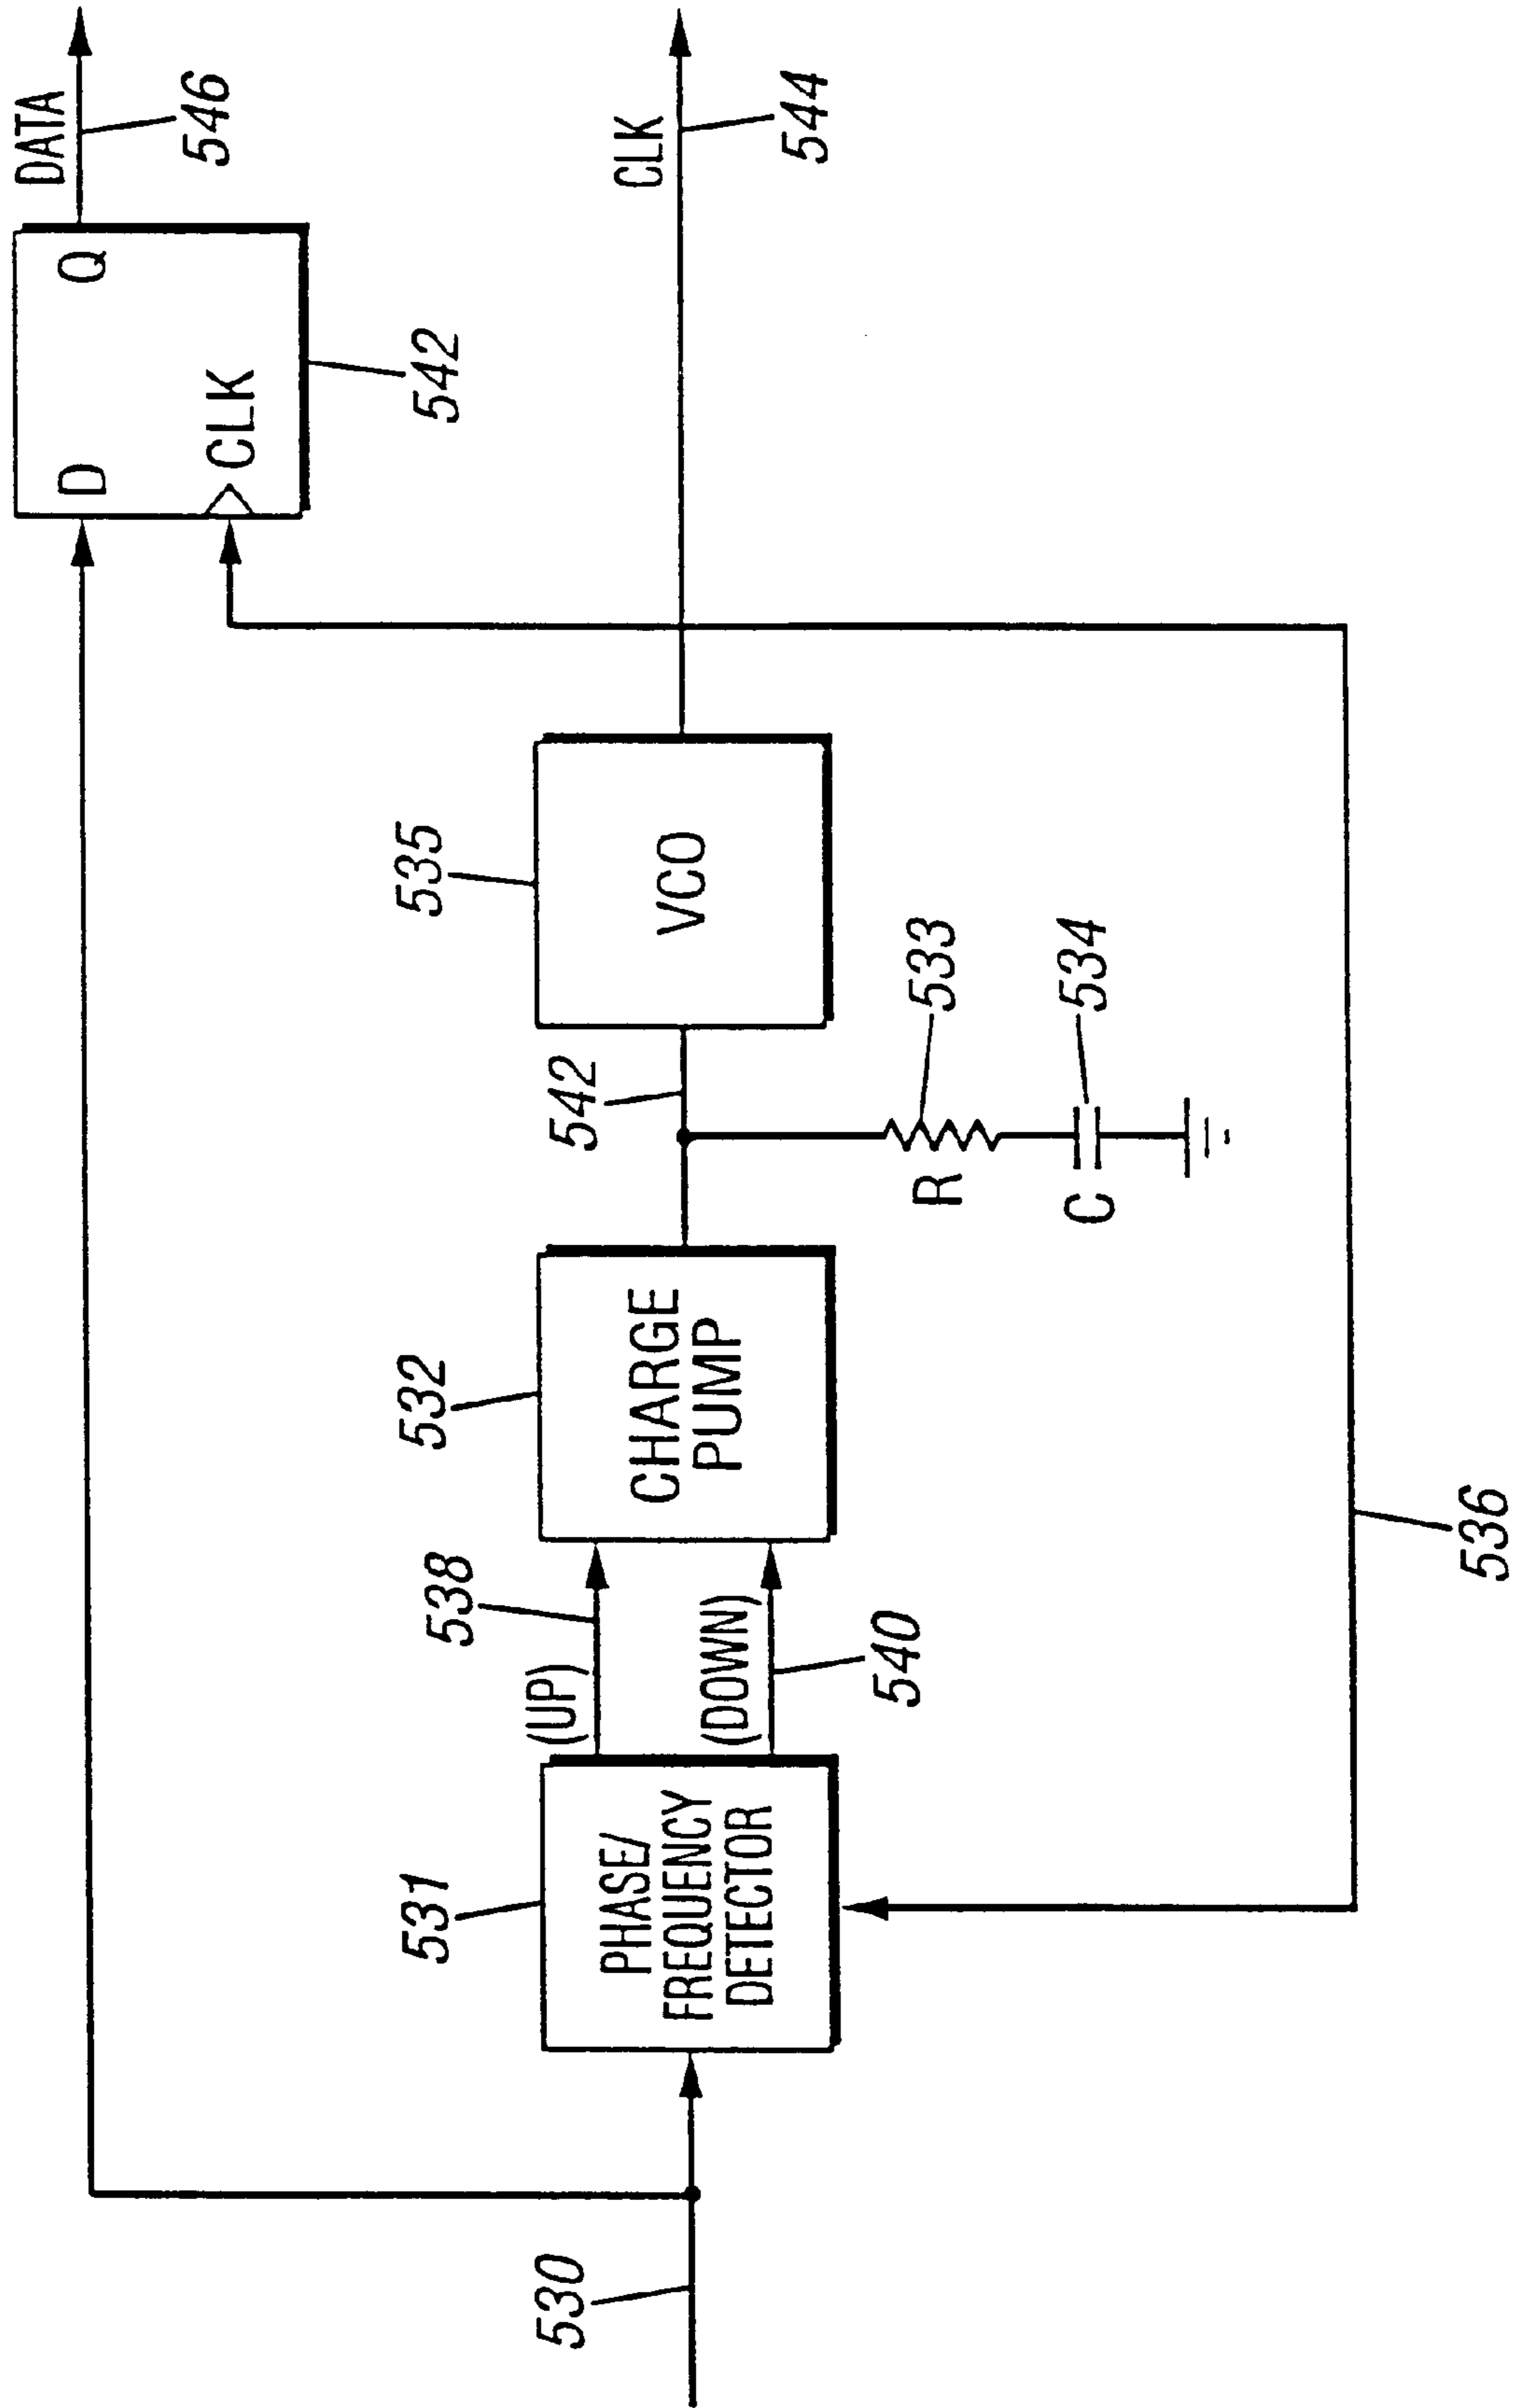 DATA
546
D
Q
CLK
542
CLK
544
535
VCO
542
533
R
534
C
532
CHARGE
PUMP
538
(UP)
(DOWN)
540
531
PHASE/
FREQUENCY
DETECTOR
530
536